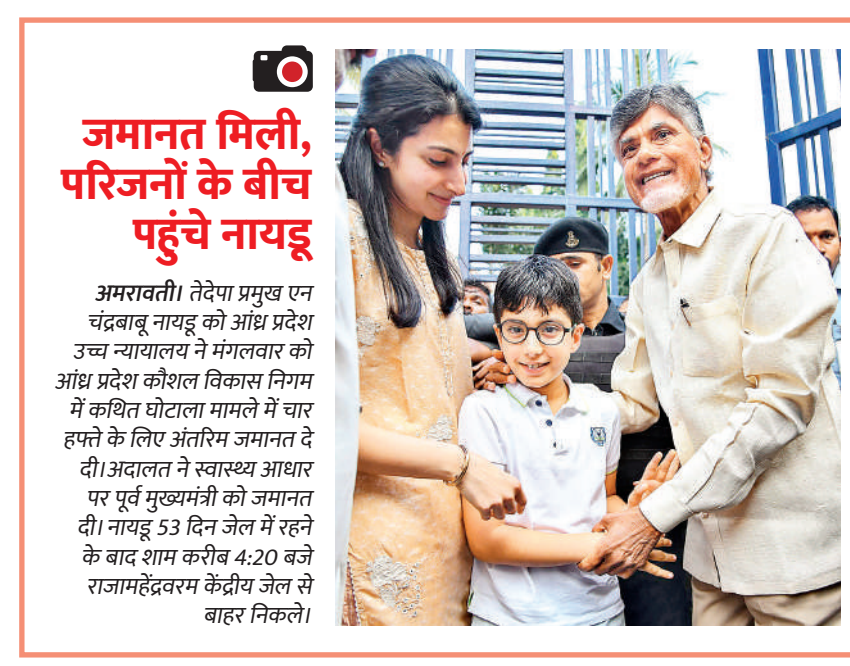 जमानत मिली,
परिजनों के बीच
पहुंचे नायडू
अमरावती। तेदेपा प्रमुख एन
चंद्रबाबू नायडू को आंध्र प्रदेश
उच्च न्यायालय ने मंगलवार को
आंध्र प्रदेश कौशल विकास निगम
में कथित घोटाला मामले में चार
हफ्ते के लिए अंतरिम जमानत दे
दी।अदालत ने स्वास्थ्य आधार
पर पूर्व मुख्यमंत्री को जमानत
दी। नायडू 53 दिन जेल में रहने
के बाद शाम करीब 4:20 बजे
राजामहेंद्रवरम केंद्रीय जेल से
बाहर निकले।